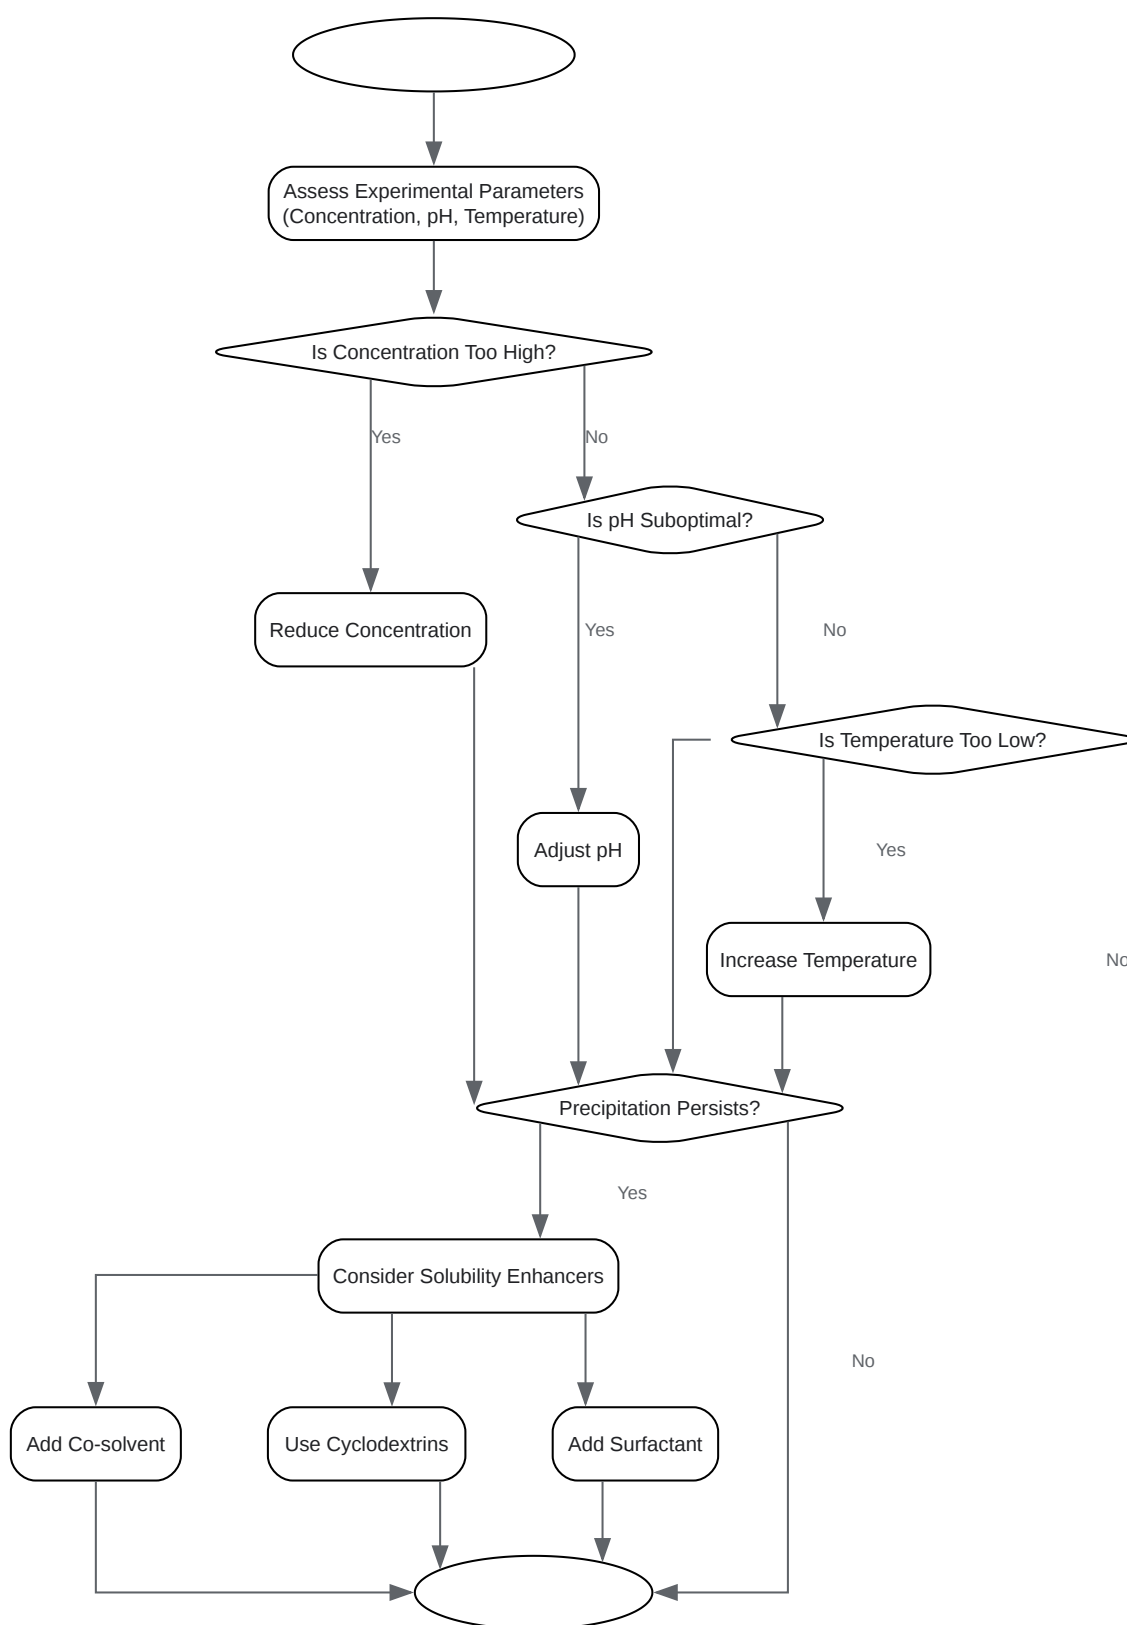 Assess Experimental Parameters
(Concentration, pH, Temperature)
Is Concentration Too High?
Yes
No
Is pH Suboptimal?
Reduce Concentration
Yes
No
Is Temperature Too Low?
Adjust pH
Yes
Increase Temperature
No
Precipitation Persists?
Yes
Consider Solubility Enhancers
No
Add Co-solvent
Use Cyclodextrins
Add Surfactant